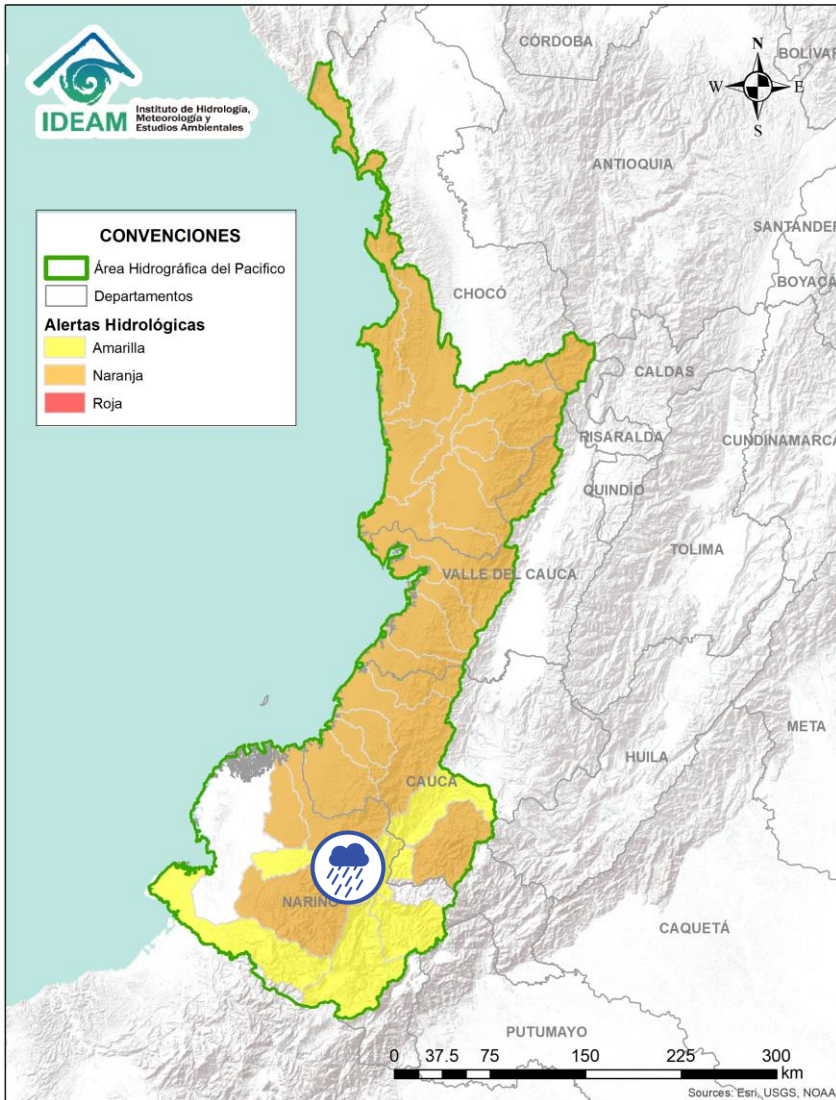 IDEAM
Instituto de Hidrología,
Meteorología y
Estudios Ambientales
CONVENCIONES
Área Hidrográfica del Pacifico
Departamentos
Alertas Hidrológicas
Amarilla
Naranja
Roja
N
W
E
S
CÓRDOBA
BOLÍVAR
ANTIOQUIA
SANTANDER
BOYACÁ
CHOCÓ
CALDAS
RISARALDA
CUNDINAMARCA
QUINDÍO
TOLIMA
VALLE DEL CAUCA
META
HUILA
CAUCA
NARIÑO
CAQUETÁ
PUTUMAYO
0 37.5 75 150 225 300
km
Sources: Esri, USGS, NOAA